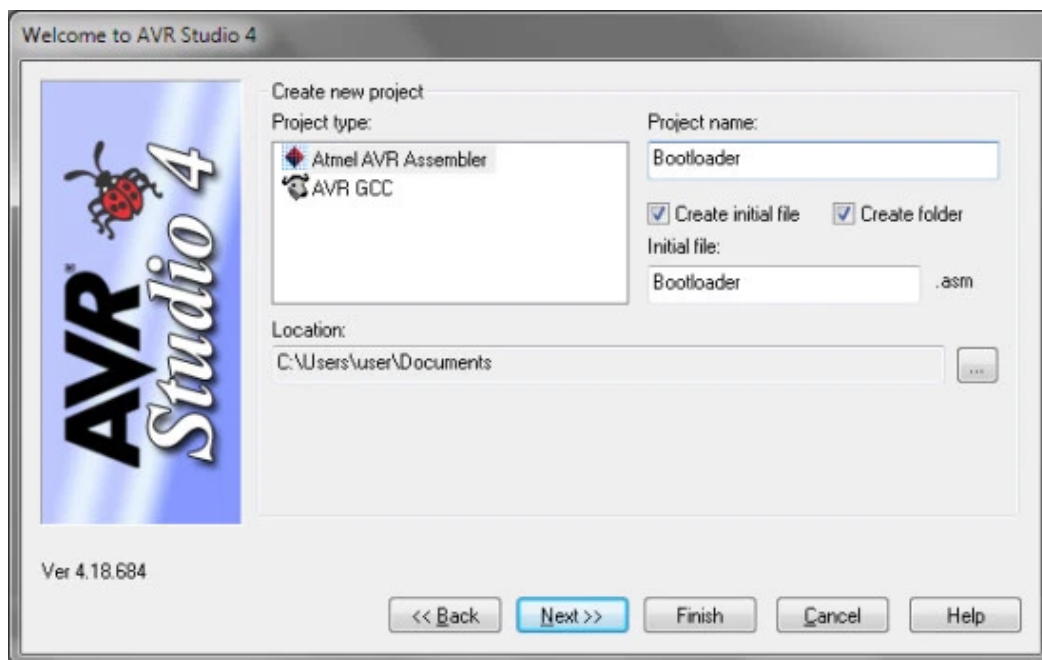 Welcome to AVR Studio 4
AVR® Studio 4
Create new project
Project type:
Atmel AVR Assembler
AVR GCC
Project name:
Bootloader
Create initial file
Create folder
Initial file:
Bootloader .asm
Location:
C:\Users\user\Documents
...
Ver 4.18.684
<< Back
Next >>
Finish
Cancel
Help